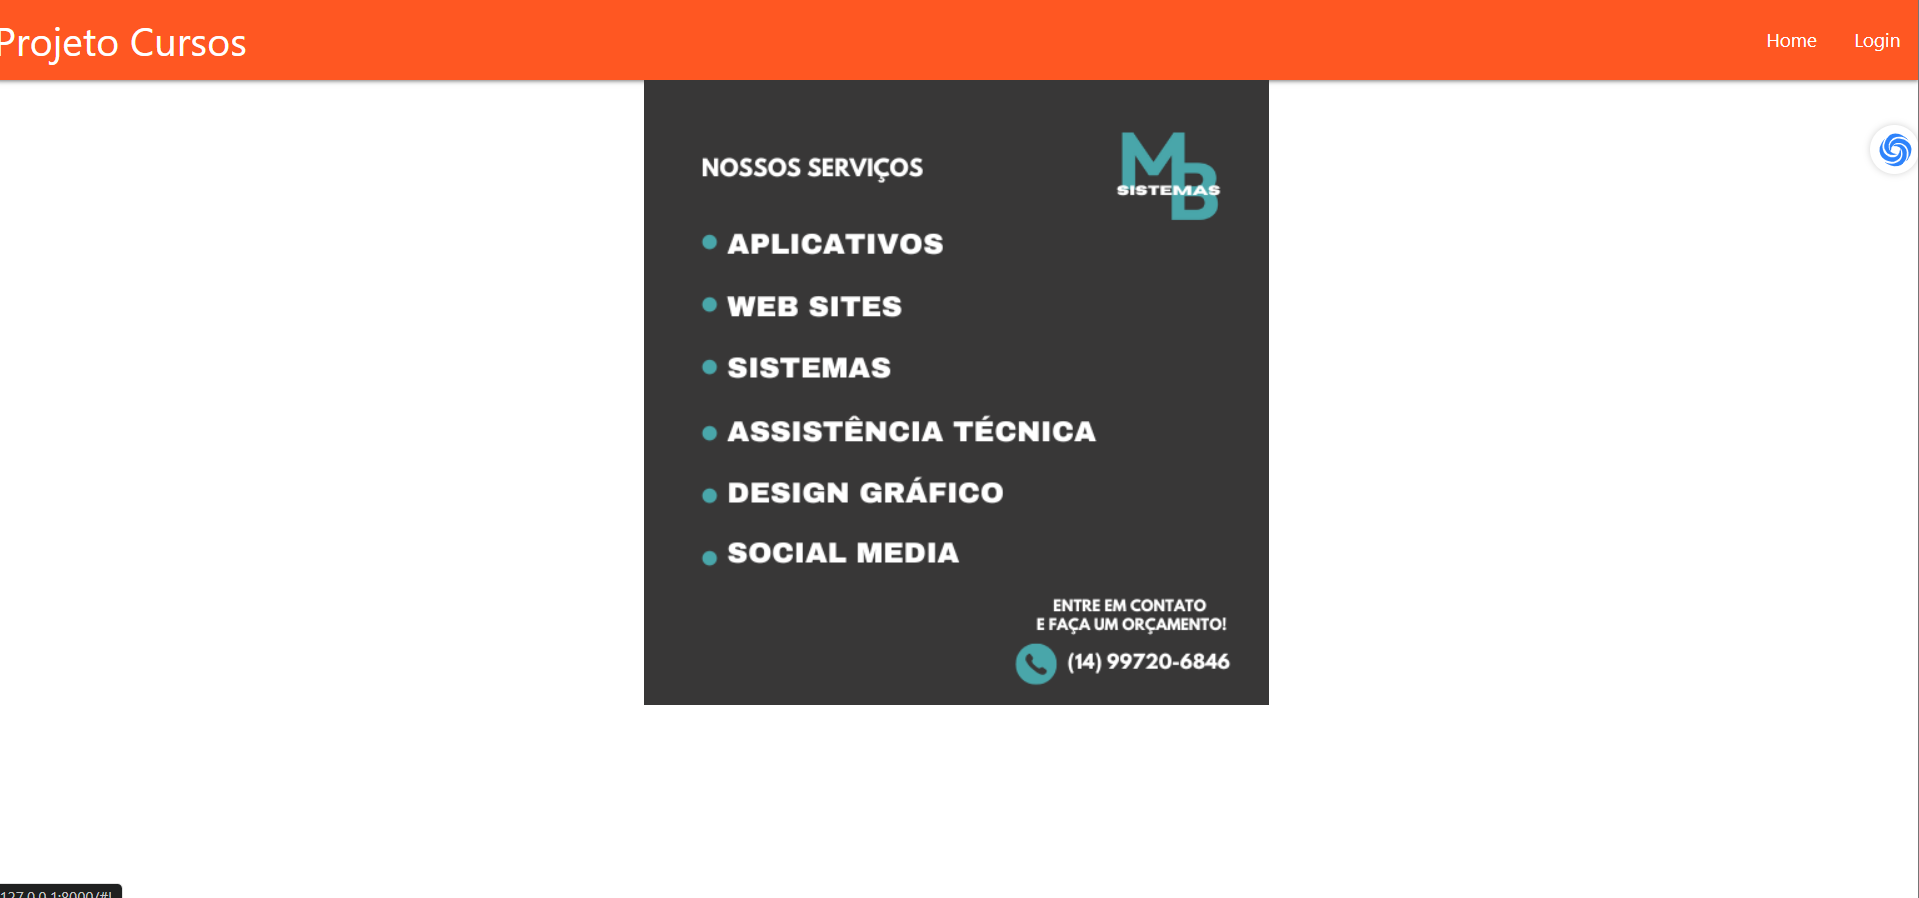 Projeto Cursos
Home
Login
NOSSOS SERVIÇOS
MB
SISTEMAS
APLICATIVOS
WEB SITES
SISTEMAS
ASSISTÊNCIA TÉCNICA
DESIGN GRÁFICO
SOCIAL MEDIA
ENTRE EM CONTATO
E FAÇA UM ORÇAMENTO!
(14) 99720-6846
127.0.0.1:8000/#!